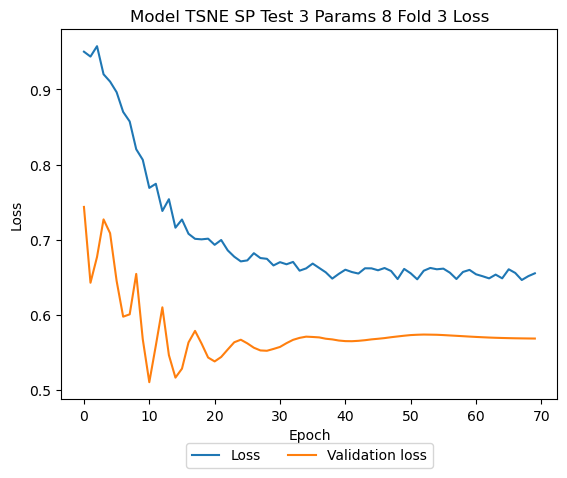 Model TSNE SP Test 3 Params 8 Fold 3 Loss
0.9
0.8
0.7
0.6
0.5
Loss
0 10 20 30 40 50 60 70
Epoch
Loss Validation loss